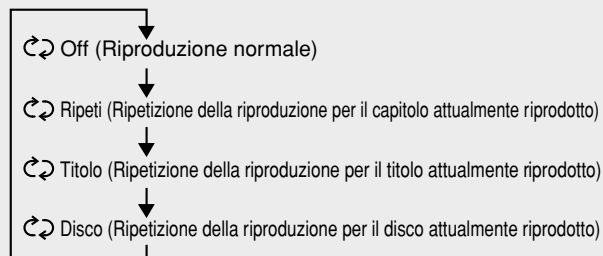 Off (Riproduzione normale)
Ripeti (Ripetizione della riproduzione per il capitolo attualmente riprodotto)
Titolo (Ripetizione della riproduzione per il titolo attualmente riprodotto)
Disco (Ripetizione della riproduzione per il disco attualmente riprodotto)